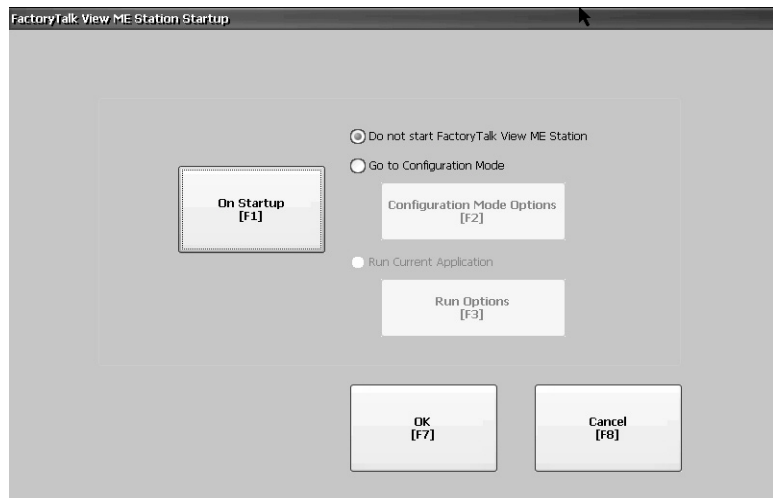 FactoryTalk View ME Station Startup
Do not start FactoryTalk View ME Station
Go to Configuration Mode
On Startup
[F1]
Configuration Mode Options
[F2]
Run Current Application
Run Options
[F3]
OK
[F7]
Cancel
[F8]